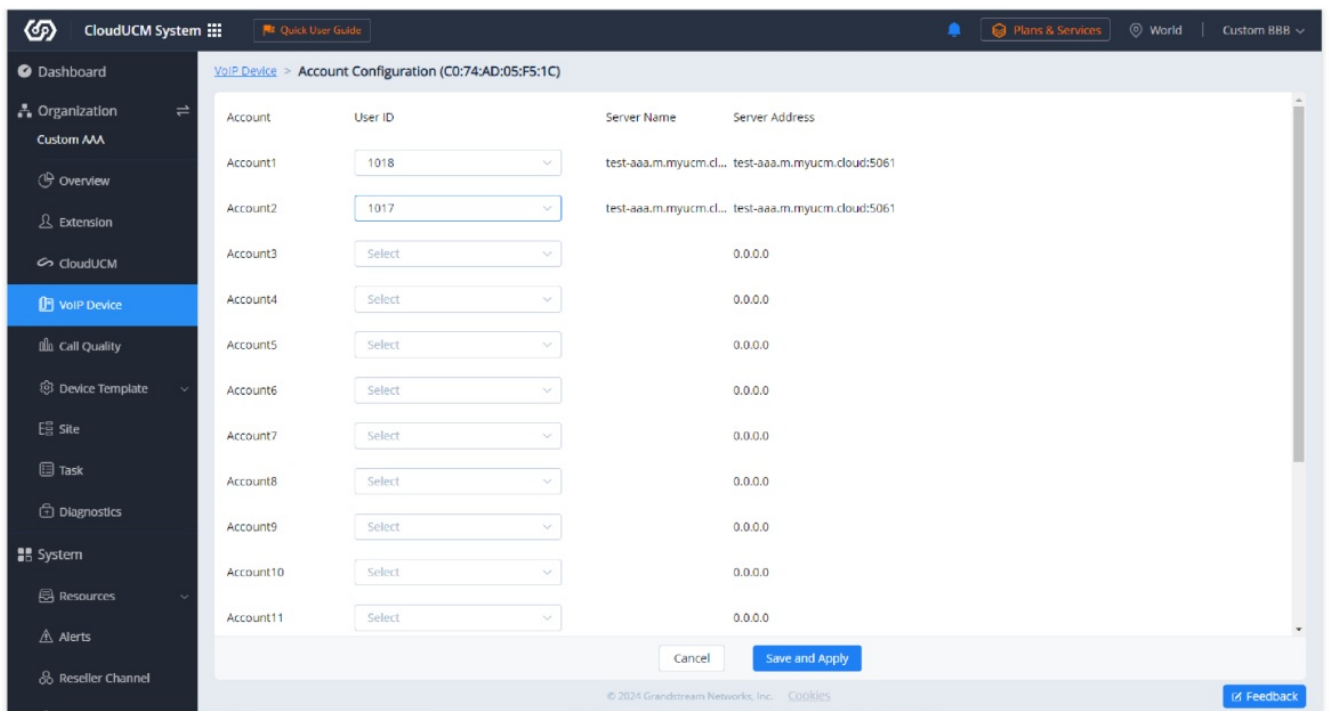 CloudUCM System
Quick User Guide
Plans & Services
World
Custom BBB
Dashboard
Organization
Custom AAA
Overview
Extension
CloudUCM
VoIP Device
Call Quality
Device Template
Site
Task
Diagnostics
System
Resources
Alerts
Reseller Channel
VoIP Device > Account Configuration (C0:74:AD:05:F5:1C)
Account User ID Server Name Server Address
Account1 1018 test-aaa.m.myucm.cl... test-aaa.m.myucm.cloud:5061
Account2 1017 test-aaa.m.myucm.cl... test-aaa.m.myucm.cloud:5061
Account3 Select 0.0.0.0
Account4 Select 0.0.0.0
Account5 Select 0.0.0.0
Account6 Select 0.0.0.0
Account7 Select 0.0.0.0
Account8 Select 0.0.0.0
Account9 Select 0.0.0.0
Account10 Select 0.0.0.0
Account11 Select 0.0.0.0
Cancel Save and Apply
© 2024 Grandstream Networks, Inc. Cookies
Feedback